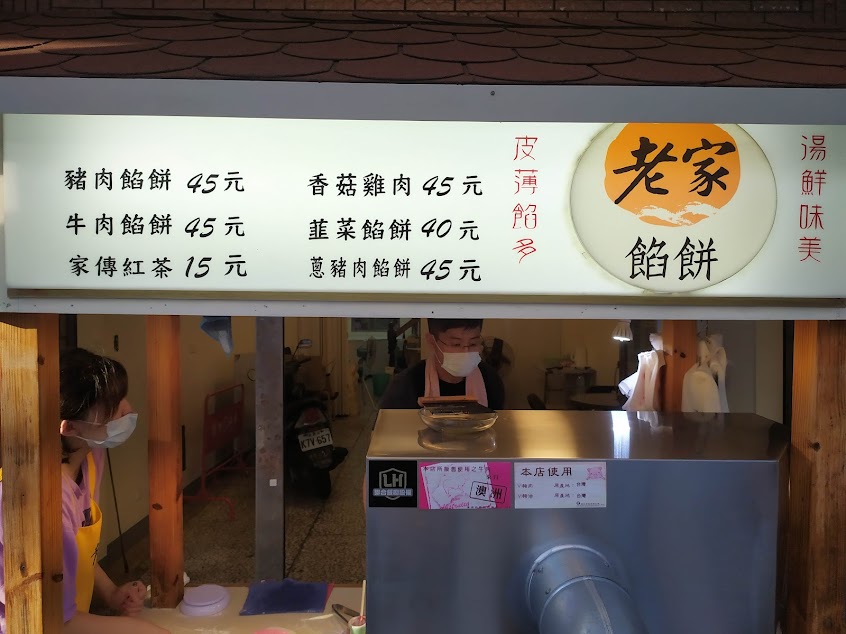 豬肉餡餅 45元
牛肉餡餅 45元
家傳紅茶 15元
香菇雞肉 45元
韮菜餡餅 40元
蔥豬肉餡餅 45元
皮薄餡多
老家
餡餅
湯鮮味美
KTV 657
LH
澳洲
本店使用